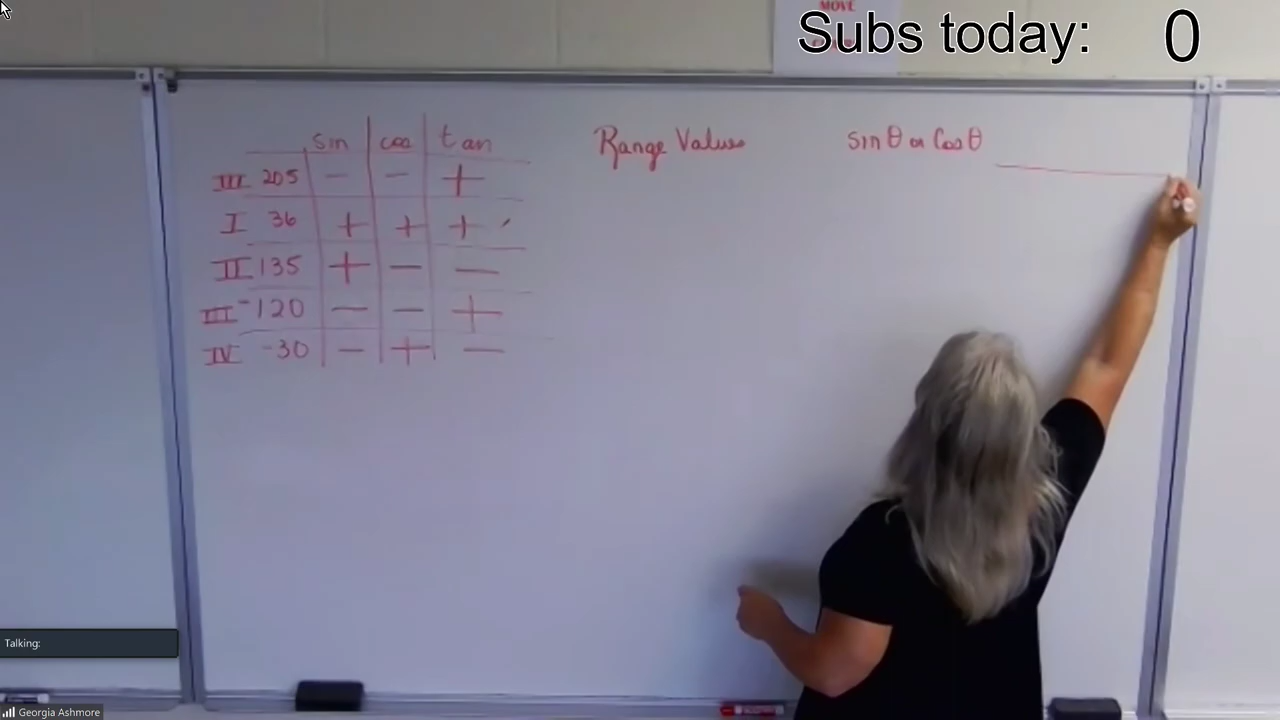 MOVE
Subs today: 0
sin cos tan
III 205 - - +
I 36 + + +
II 135 + - -
III -120 - - +
IV -30 - + -
Range Values
sin θ or Cos θ
Talking:
Georgia Ashmore